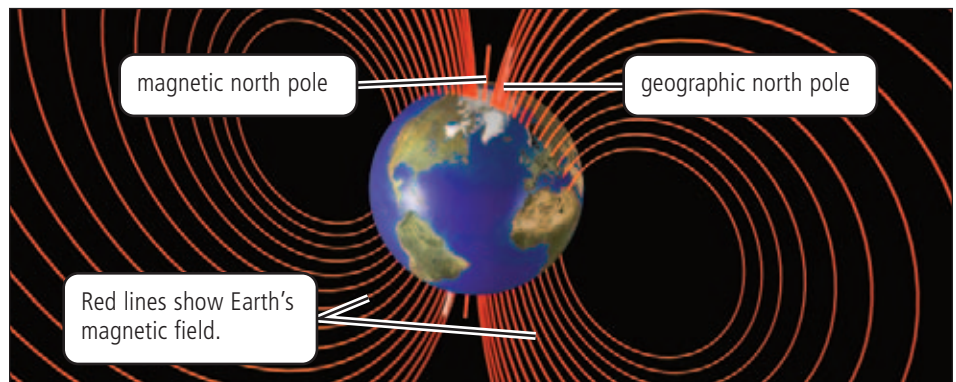 magnetic north pole
geographic north pole
Red lines show Earth's
magnetic field.